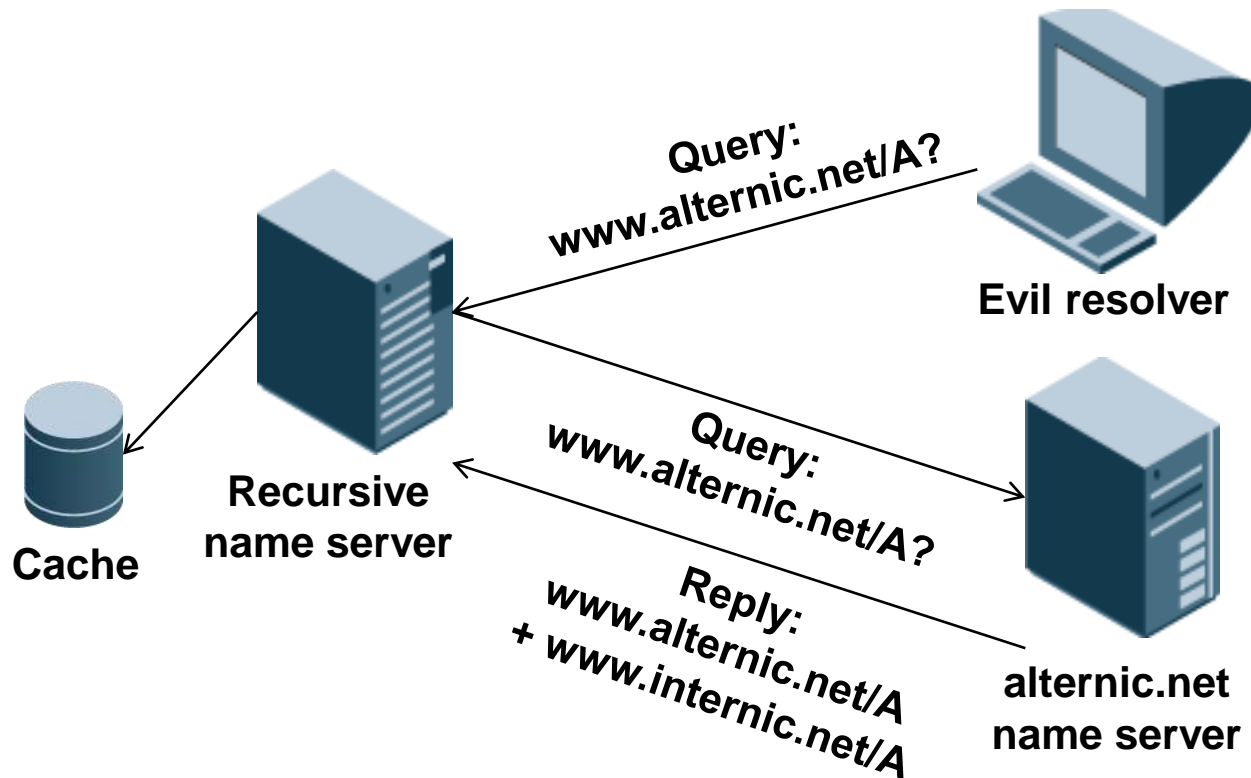 Query:
www.alternic.net/A?
Evil resolver
Recursive
name server
Cache
Query:
www.alternic.net/A?
Reply:
www.alternic.net/A
+ www.internic.net/A
alternic.net
name server